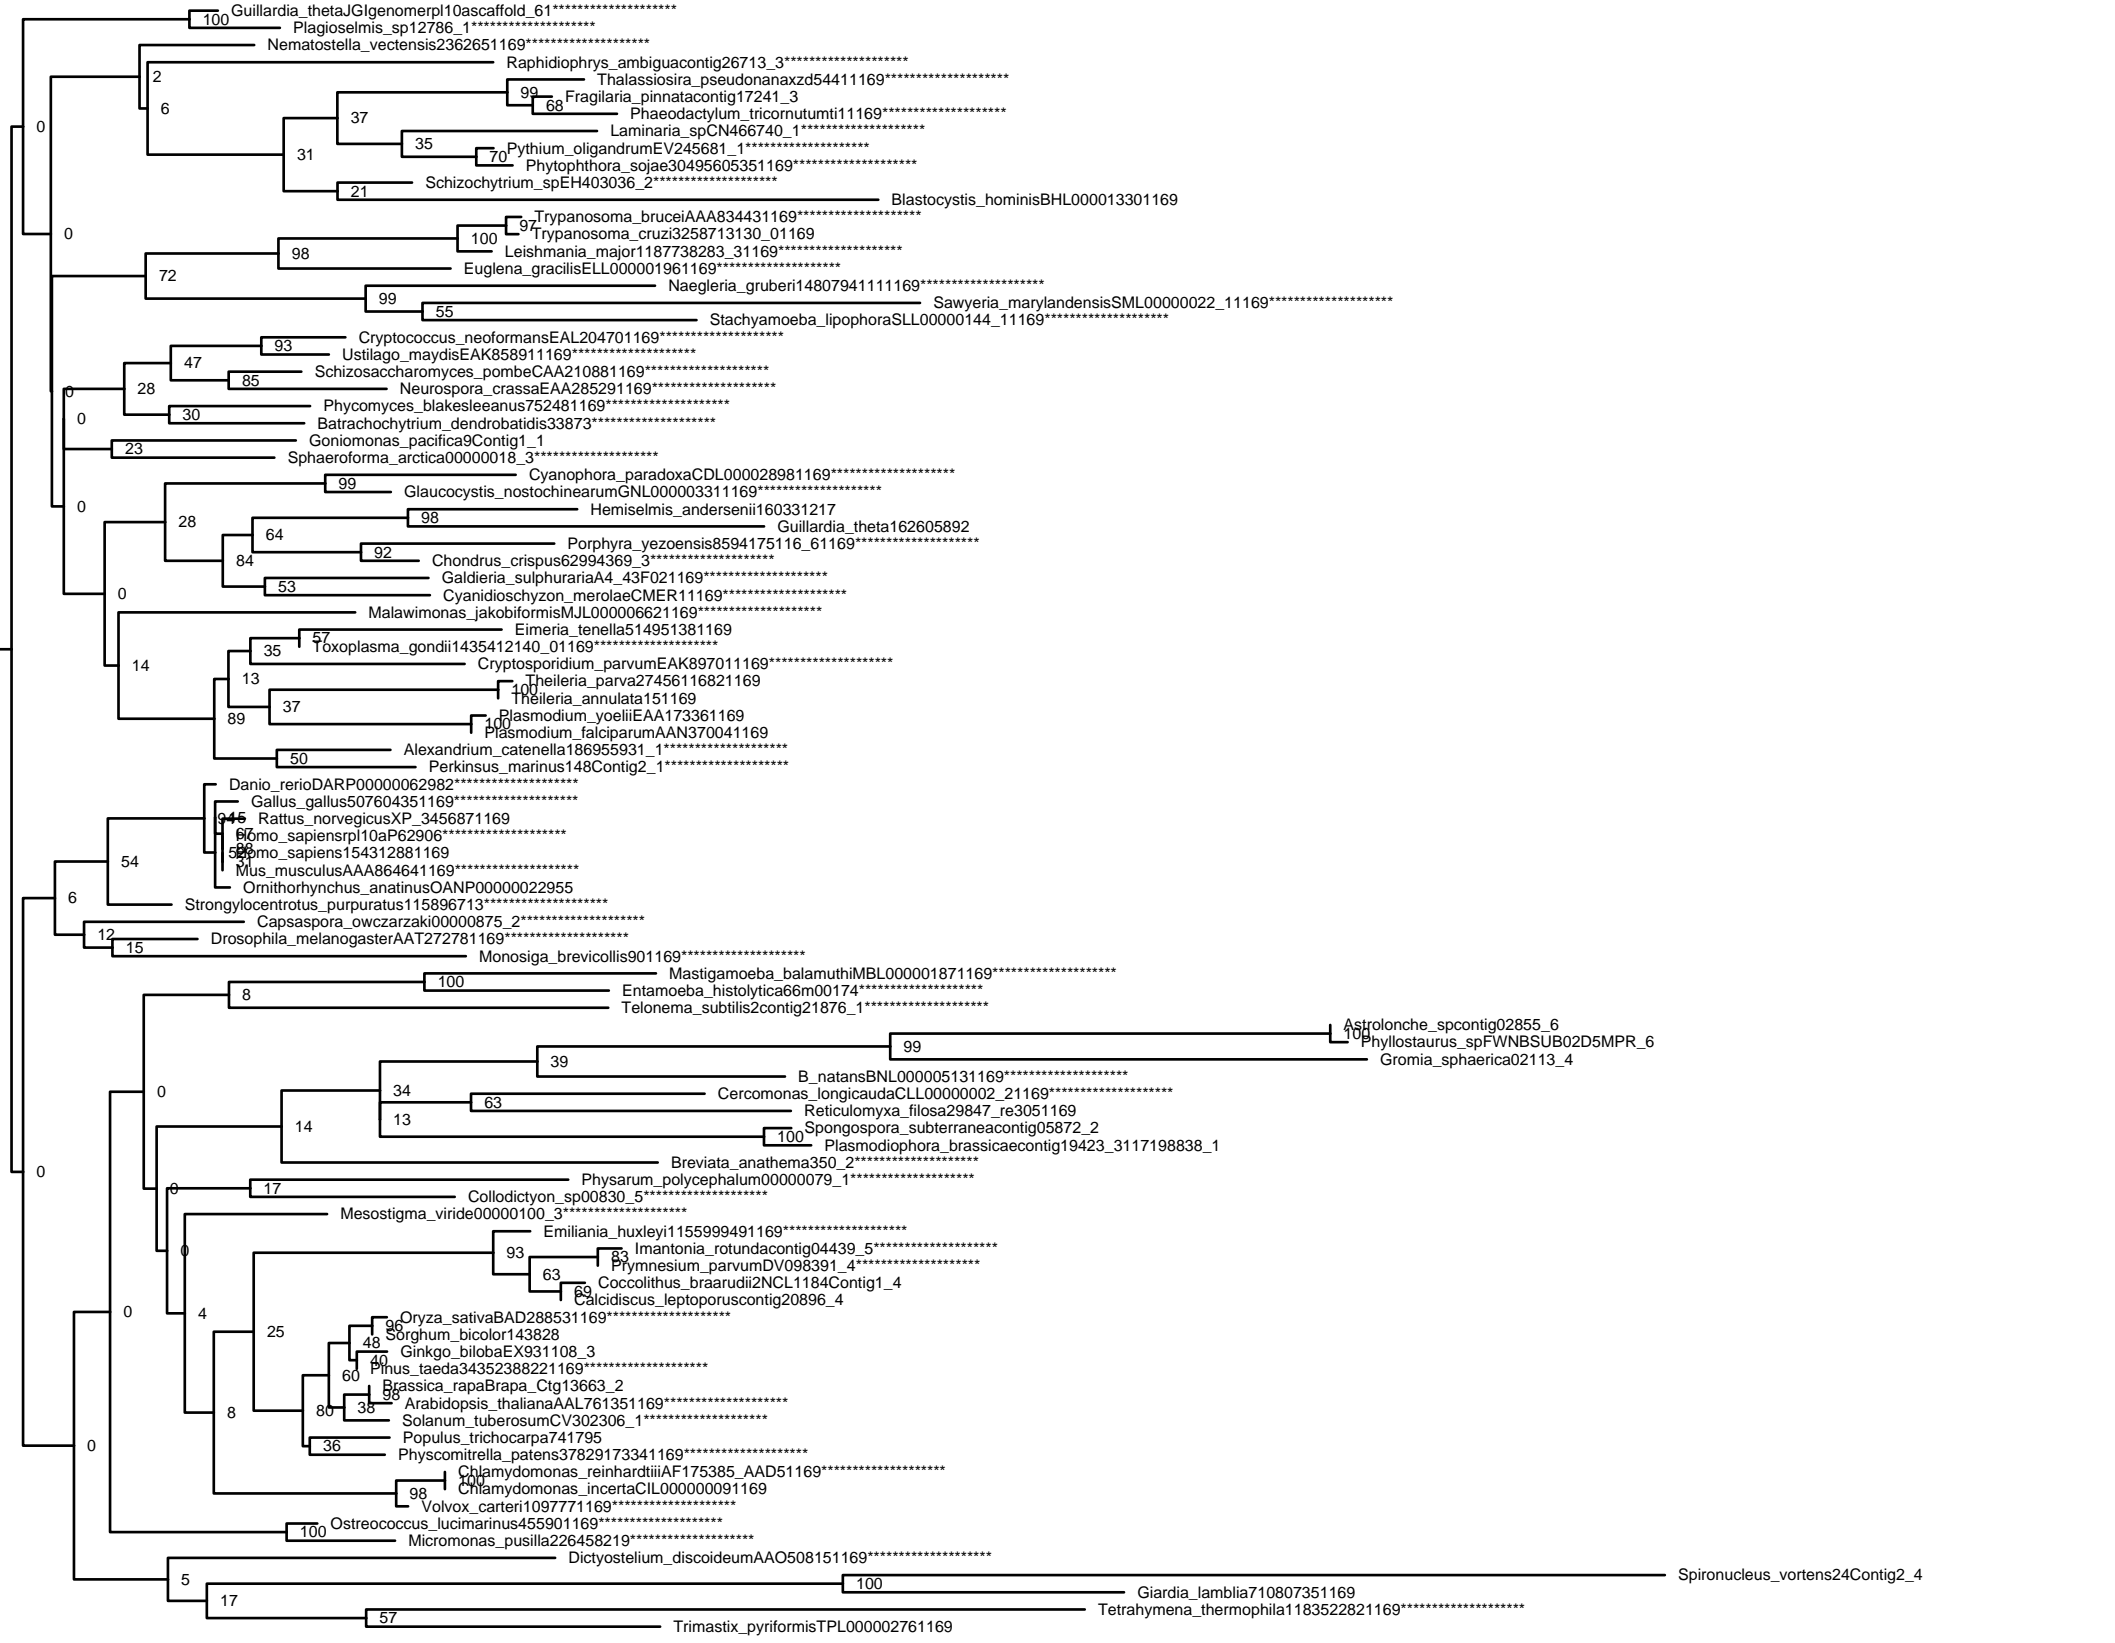 Guillardia_thetaJGIgenomerpl10ascaffold_61********************
100
Plagioselmis_sp12786_1********************
Nematostella_vectensis2362651169********************
2
Raphidiophrys_ambiguacontig26713_3********************
Thalassiosira_pseudonanaxzd54411169********************
99
Fragilaria_pinnatacontig17241_3
68
6
Phaeodactylum_tricornutumti11169********************
37
0
Laminaria_spCN466740_1********************
35
Pythium_oligandrumEV245681_1********************
31
70
Phytophthora_sojae30495605351169********************
Schizochytrium_spEH403036_2********************
21
Blastocystis_hominisBHL000013301169
Trypanosoma_bruceiAAA834431169********************
97
0
Trypanosoma_cruzi3258713130_01169
100
Leishmania_major1187738283_31169********************
98
Euglena_gracilisELL000001961169********************
72
Naegleria_gruberi14807941111169********************
99
Sawyeria_marylandensisSML00000022_11169********************
55
Stachyamoeba_lipophoraSLL00000144_11169********************
Cryptococcus_neoformansEAL204701169********************
93
Ustilago_maydisEAK858911169********************
47
Schizosaccharomyces_pombeCAA210881169********************
85
28
Neurospora_crassaEAA285291169********************
0
Phycomyces_blakesleeanus752481169********************
30
0
Batrachochytrium_dendrobatidis33873********************
Goniomonas_pacifica9Contig1_1
23
Sphaeroforma_arctica00000018_3********************
Cyanophora_paradoxaCDL000028981169********************
99
Glaucocystis_nostochinearumGNL000003311169********************
0
Hemiselmis_andersenii160331217
98
28
Guillardia_theta162605892
64
Porphyra_yezoensis8594175116_61169********************
92
84
Chondrus_crispus62994369_3********************
Galdieria_sulphurariaA4_43F021169********************
53
0
Cyanidioschyzon_merolaeCMER11169********************
Malawimonas_jakobiformisMJL000006621169********************
Eimeria_tenella514951381169
57
Toxoplasma_gondii1435412140_01169********************
35
14
Cryptosporidium_parvumEAK897011169********************
13
Theileria_parva27456116821169
100
Theileria_annulata151169
37
Plasmodium_yoeliiEAA173361169
89
100
Plasmodium_falciparumAAN370041169
Alexandrium_catenella186955931_1********************
50
Perkinsus_marinus148Contig2_1********************
Danio_rerioDARP00000062982********************
Gallus_gallus507604351169********************
Rattus_norvegicusXP_3456871169
Homo_sapiensrpl10aP62906********************
Homo_sapiens154312881169
54
Mus_musculusAAA864641169********************
Ornithorhynchus_anatinusOANP00000022955
6
Strongylocentrotus_purpuratus115896713********************
Capsaspora_owczarzaki00000875_2********************
12
Drosophila_melanogasterAAT272781169********************
15
Monosiga_brevicollis901169********************
Mastigamoeba_balamuthiMBL000001871169********************
100
Entamoeba_histolytica66m00174********************
8
Telonema_subtilis2contig21876_1********************
Astrolonche_spcontig02855_6
100
Phyllostaurus_spFWNBSUB02D5MPR_6
99
Gromia_sphaerica02113_4
39
B_natansBNL000005131169********************
34
0
Cercomonas_longicaudaCLL00000002_21169********************
63
Reticulomyxa_filosa29847_re3051169
13
14
Spongospora_subterraneacontig05872_2
100
Plasmodiophora_brassicaecontig19423_3117198838_1
Breviata_anathema350_2********************
0
Physarum_polycephalum00000079_1********************
0
17
Collodictyon_sp00830_5********************
Mesostigma_viride00000100_3********************
Emiliania_huxleyi1155999491169********************
0
93
Imantonia_rotundacontig04439_5********************
83
Prymnesium_parvumDV098391_4********************
63
Coccolithus_braarudii2NCL1184Contig1_4
69
Calcidiscus_leptoporuscontig20896_4
0
4
Oryza_sativaBAD288531169********************
96
25
Sorghum_bicolor143828
48
Ginkgo_bilobaEX931108_3
40
Pinus_taeda34352388221169********************
60
Brassica_rapaBrapa_Ctg13663_2
98
Arabidopsis_thalianaAAL761351169********************
38
80
8
Solanum_tuberosumCV302306_1********************
Populus_trichocarpa741795
36
0
Physcomitrella_patens37829173341169********************
Chlamydomonas_reinhardtiiiAF175385_AAD51169********************
100
Chlamydomonas_incertaCIL000000091169
98
Volvox_carteri1097771169********************
Ostreococcus_lucimarinus455901169********************
100
Micromonas_pusilla226458219********************
Dictyostelium_discoideumAAO508151169********************
5
Spironucleus_vortens24Contig2_4
100
Giardia_lamblia710807351169
17
Tetrahymena_thermophila1183522821169********************
57
Trimastix_pyriformisTPL000002761169